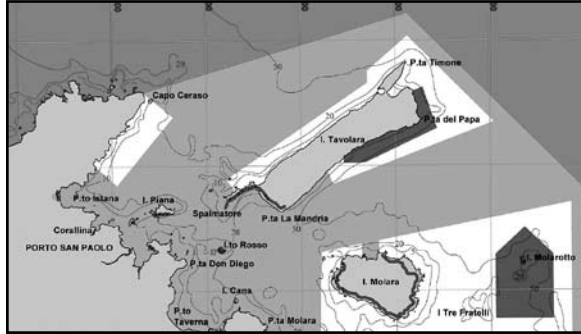 P.ta Timone
Capo Ceraso
P.ta del Papa
I. Tavolara
P.to Istana
I. Piana
Spalmatore
P.ta La Mandria
Corallina
PORTO SAN PAOLO
I.to Rosso
P.ta Don Diego
I. Molarotto
I. Cana
I. Molara
I Tre Fratelli
P.to
Taverna
P.ta Molara